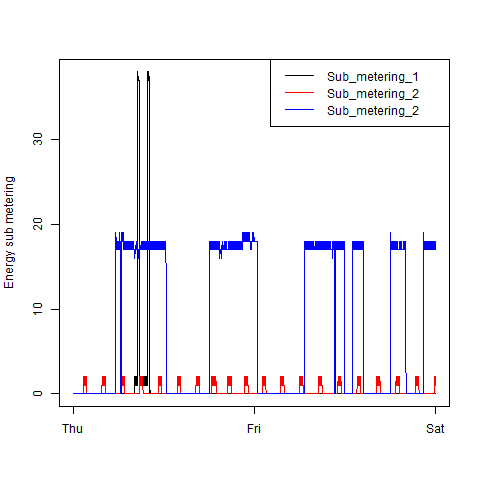 Sub_metering_1
Sub_metering_2
Sub_metering_2
Energy sub metering
30
20
10
0
Thu
Fri
Sat